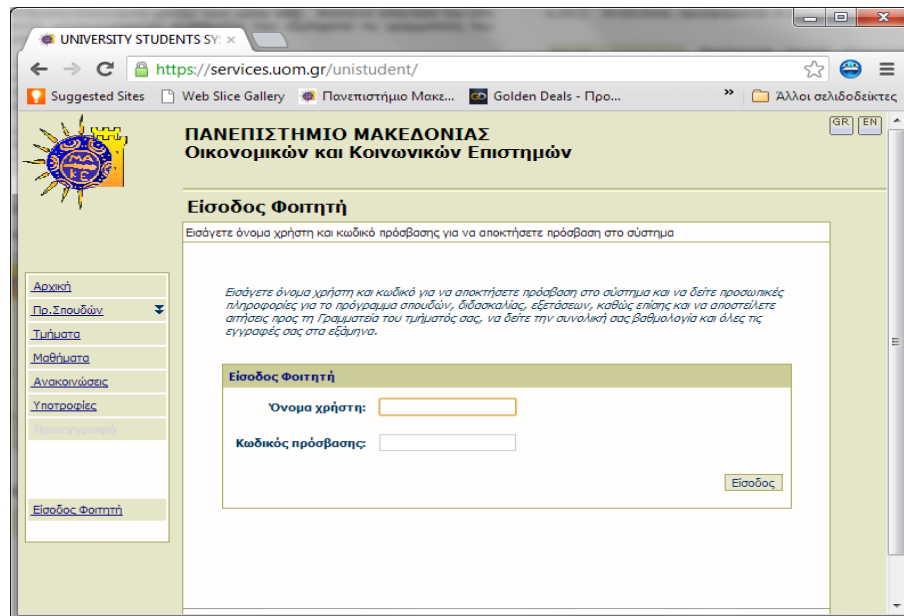 UNIVERSITY STUDENTS SY
https://services.uom.gr/unistudent/
Suggested Sites Web Slice Gallery Πανεπιστήμιο Μακε... Golden Deals - Προ... » Άλλοι σελιδοδείκτες
GR EN
ΠΑΝΕΠΙΣΤΗΜΙΟ ΜΑΚΕΔΟΝΙΑΣ
Οικονομικών και Κοινωνικών Επιστημών
ΜΑ
ΚΕ
Είσοδος Φοιτητή
Εισάγετε όνομα χρήστη και κωδικό πρόσβασης για να αποκτήσετε πρόσβαση στο σύστημα
Αρχική
Πρ.Σπουδών
Τμήματα
Μαθήματα
Ανακοινώσεις
Υποτροφίες
Προεγγραφή
Είσοδος Φοιτητή
Εισάγετε όνομα χρήστη και κωδικό για να αποκτήσετε πρόσβαση στο σύστημα και να δείτε προσωπικές
πληροφορίες για το πρόγραμμα σπουδών, διδασκαλίας, εξετάσεων, καθώς επίσης και να αποστείλετε
αιτήσεις προς τη Γραμματεία του τμήματός σας, να δείτε την συνολική σας βαθμολογία και όλες τις
εγγραφές σας στα εξάμηνα.
Είσοδος Φοιτητή
Όνομα χρήστη:
Κωδικός πρόσβασης:
Είσοδος